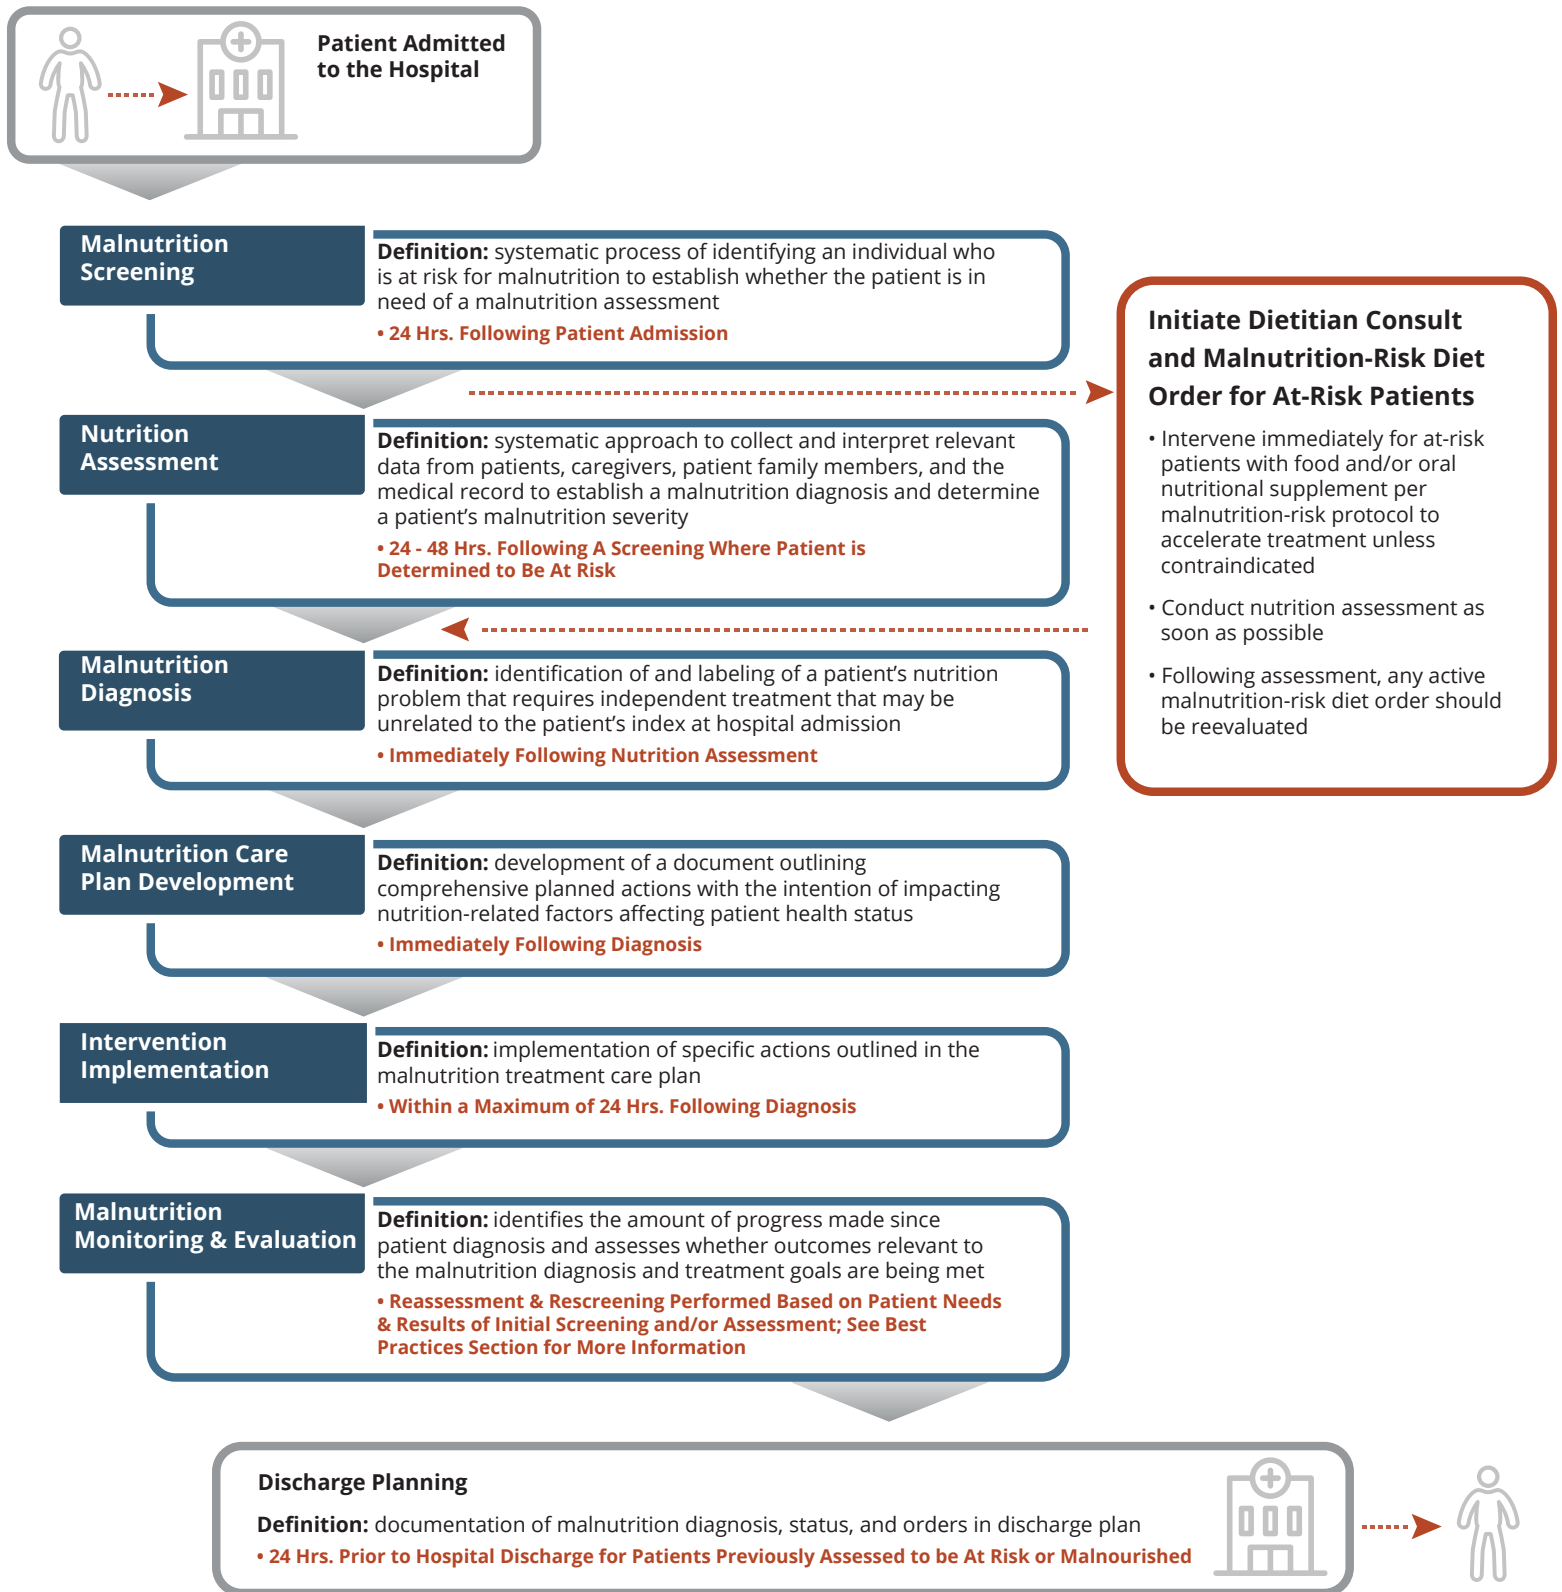 Patient Admitted
to the Hospital
Malnutrition
Screening
Definition: systematic process of identifying an individual who
is at risk for malnutrition to establish whether the patient is in
need of a malnutrition assessment
• 24 Hrs. Following Patient Admission
Initiate Dietitian Consult
and Malnutrition-Risk Diet
Order for At-Risk Patients
• Intervene immediately for at-risk
patients with food and/or oral
nutritional supplement per
malnutrition-risk protocol to
accelerate treatment unless
contraindicated
• Conduct nutrition assessment as
soon as possible
• Following assessment, any active
malnutrition-risk diet order should
be reevaluated
Nutrition
Assessment
Definition: systematic approach to collect and interpret relevant
data from patients, caregivers, patient family members, and the
medical record to establish a malnutrition diagnosis and determine
a patient’s malnutrition severity
• 24 - 48 Hrs. Following A Screening Where Patient is
Determined to Be At Risk
Malnutrition
Diagnosis
Definition: identification of and labeling of a patient’s nutrition
problem that requires independent treatment that may be
unrelated to the patient’s index at hospital admission
• Immediately Following Nutrition Assessment
Malnutrition Care
Plan Development
Definition: development of a document outlining
comprehensive planned actions with the intention of impacting
nutrition-related factors affecting patient health status
• Immediately Following Diagnosis
Intervention
Implementation
Definition: implementation of specific actions outlined in the
malnutrition treatment care plan
• Within a Maximum of 24 Hrs. Following Diagnosis
Malnutrition
Monitoring & Evaluation
Definition: identifies the amount of progress made since
patient diagnosis and assesses whether outcomes relevant to
the malnutrition diagnosis and treatment goals are being met
• Reassessment & Rescreening Performed Based on Patient Needs
& Results of Initial Screening and/or Assessment; See Best
Practices Section for More Information
Discharge Planning
Definition: documentation of malnutrition diagnosis, status, and orders in discharge plan
• 24 Hrs. Prior to Hospital Discharge for Patients Previously Assessed to be At Risk or Malnourished